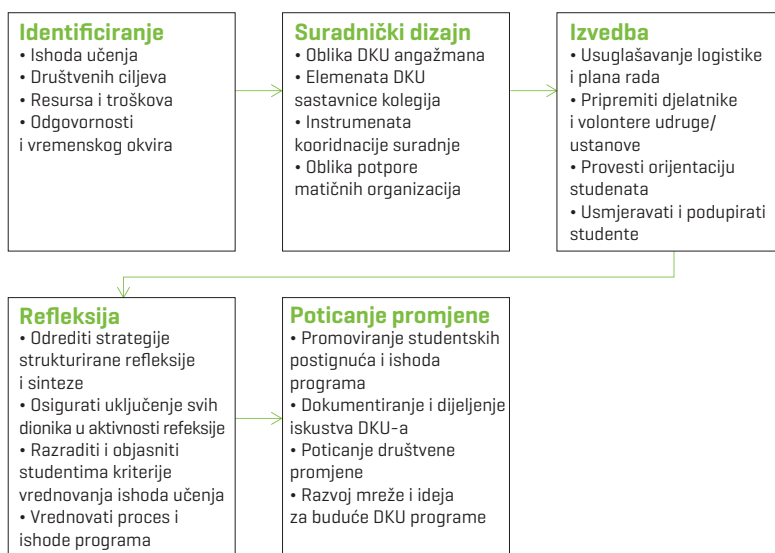 Identificiranje
• Ishoda učenja
• Društvenih ciljeva
• Resursa i troškova
• Odgovornosti
i vremenskog okvira
Suradnički dizajn
• Oblika DKU angažmana
• Elemenata DKU
sastavnice kolegija
• Instrumenata
kooridnacije suradnje
• Oblika potpore
matičnih organizacija
Izvedba
• Usuglašavanje logistike
i plana rada
• Pripremiti djelatnike
i volontere udruge/
ustanove
• Provesti orijentaciju
studenata
• Usmjeravati i podupirati
studente
Refleksija
• Odrediti strategije
strukturirane refleksije
i sinteze
• Osigurati uključenje svih
dionika u aktivnosti refeksije
• Razraditi i objasniti
studentima kriterije
vrednovanja ishoda učenja
• Vrednovati proces i
ishode programa
Poticanje promjene
• Promoviranje studentskih
postignuća i ishoda
programa
• Dokumentiranje i dijeljenje
iskustva DKU-a
• Poticanje društvene
promjene
• Razvoj mreže i ideja
za buduće DKU programe